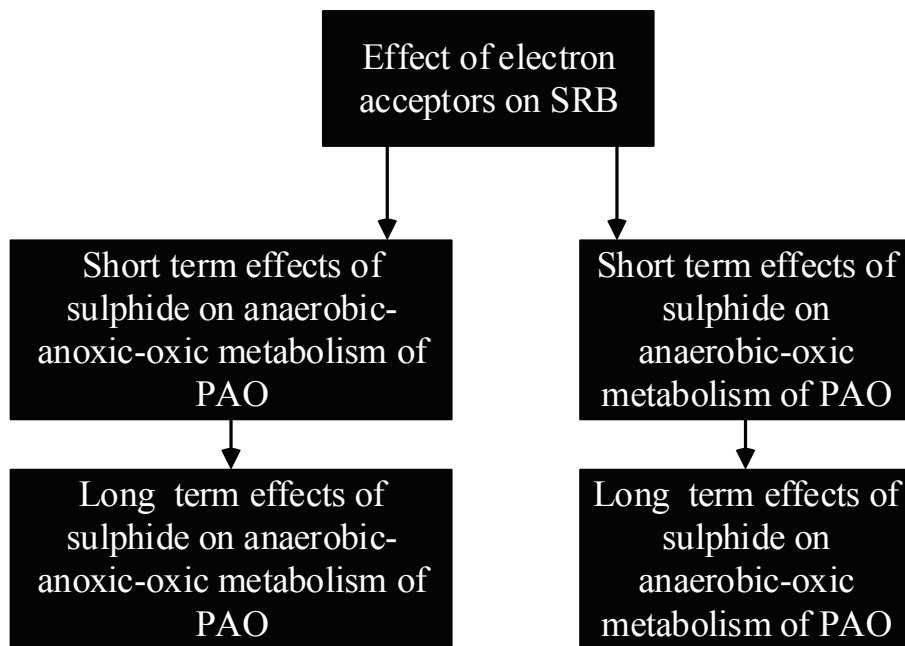 Effect of electron
acceptors on SRB
Short term effects of
sulphide on anaerobic-
anoxic-oxic metabolism of
PAO
Short term effects of
sulphide on
anaerobic-oxic
metabolism of PAO
Long  term effects of
sulphide on anaerobic-
anoxic-oxic metabolism of
PAO
Long  term effects of
sulphide on
anaerobic-oxic
metabolism of PAO